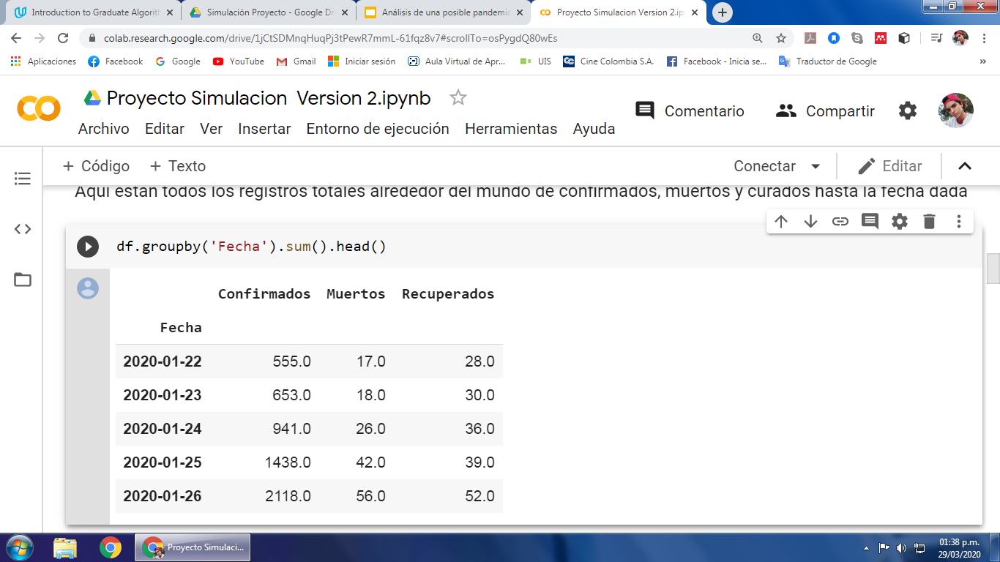 Introduction to Graduate Algorith
Simulación Proyecto - Google Dr
Análisis de una posible pandemia
Proyecto Simulacion Version 2.ip
colab.research.google.com/drive/1jCtSDMnqHuqPj3tPewR7mmL-61fqz8v7#scrollTo=osPygdQ80wEs
Aplicaciones Facebook Google YouTube Gmail Iniciar sesión Aula Virtual de Apr... UIS Cine Colombia S.A. Facebook - Inicia se... Traductor de Google »
Proyecto Simulacion Version 2.ipynb
Comentario Compartir
Archivo Editar Ver Insertar Entorno de ejecución Herramientas Ayuda
+ Código + Texto Conectar Editar
Aqui estan todos los registros totales alrededor del mundo de confirmados, muertos y curados hasta la fecha dada
df.groupby('Fecha').sum().head()
Confirmados Muertos Recuperados
Fecha
2020-01-22 555.0 17.0 28.0
2020-01-23 653.0 18.0 30.0
2020-01-24 941.0 26.0 36.0
2020-01-25 1438.0 42.0 39.0
2020-01-26 2118.0 56.0 52.0
Proyecto Simulaci...
01:38 p.m.
29/03/2020